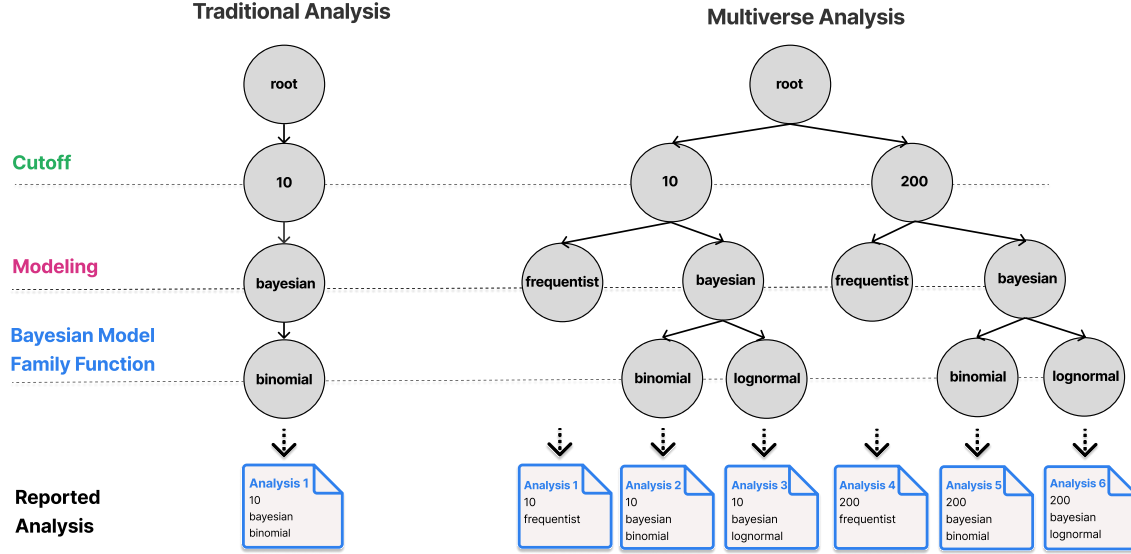 Traditional Analysis
Multiverse Analysis
root
root
Cutoff
10
10
200
Modeling
bayesian
frequentist
bayesian
frequentist
bayesian
Bayesian Model
Family Function
binomial
binomial
lognormal
binomial
lognormal
Reported
Analysis
Analysis 1
10
bayesian
binomial
Analysis 1
10
frequentist
Analysis 2
10
bayesian
binomial
Analysis 3
10
bayesian
lognormal
Analysis 4
200
frequentist
Analysis 5
200
bayesian
binomial
Analysis 6
200
bayesian
lognormal